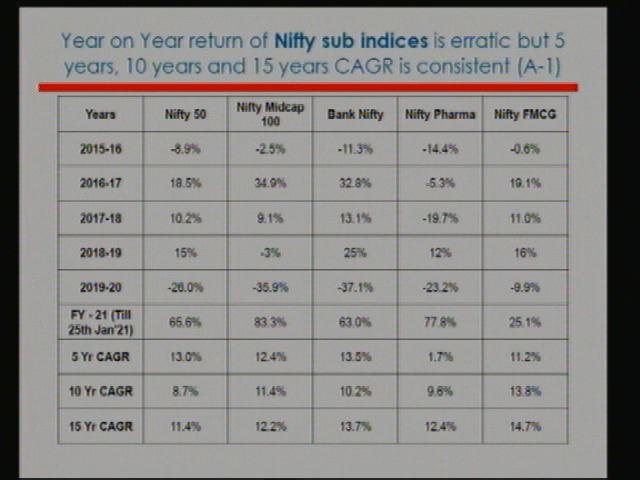 Year on Year return of Nifty sub indices is erratic but 5
years, 10 years and 15 years CAGR is consistent (A-1)
Years Nifty 50 Nifty Midcap 100 Bank Nifty Nifty Pharma Nifty FMCG
2015-16 -8.9% -2.5% -11.3% -14.4% -0.6%
2016-17 18.5% 34.9% 32.8% -5.3% 19.1%
2017-18 10.2% 9.1% 13.1% -19.7% 11.0%
2018-19 15% -3% 25% 12% 16%
2019-20 -26.0% -35.9% -37.1% -23.2% -9.9%
FY - 21 (Till 25th Jan'21) 65.6% 83.3% 63.0% 77.8% 25.1%
5 Yr CAGR 13.0% 12.4% 13.5% 1.7% 11.2%
10 Yr CAGR 8.7% 11.4% 10.2% 9.6% 13.8%
15 Yr CAGR 11.4% 12.2% 13.7% 12.4% 14.7%